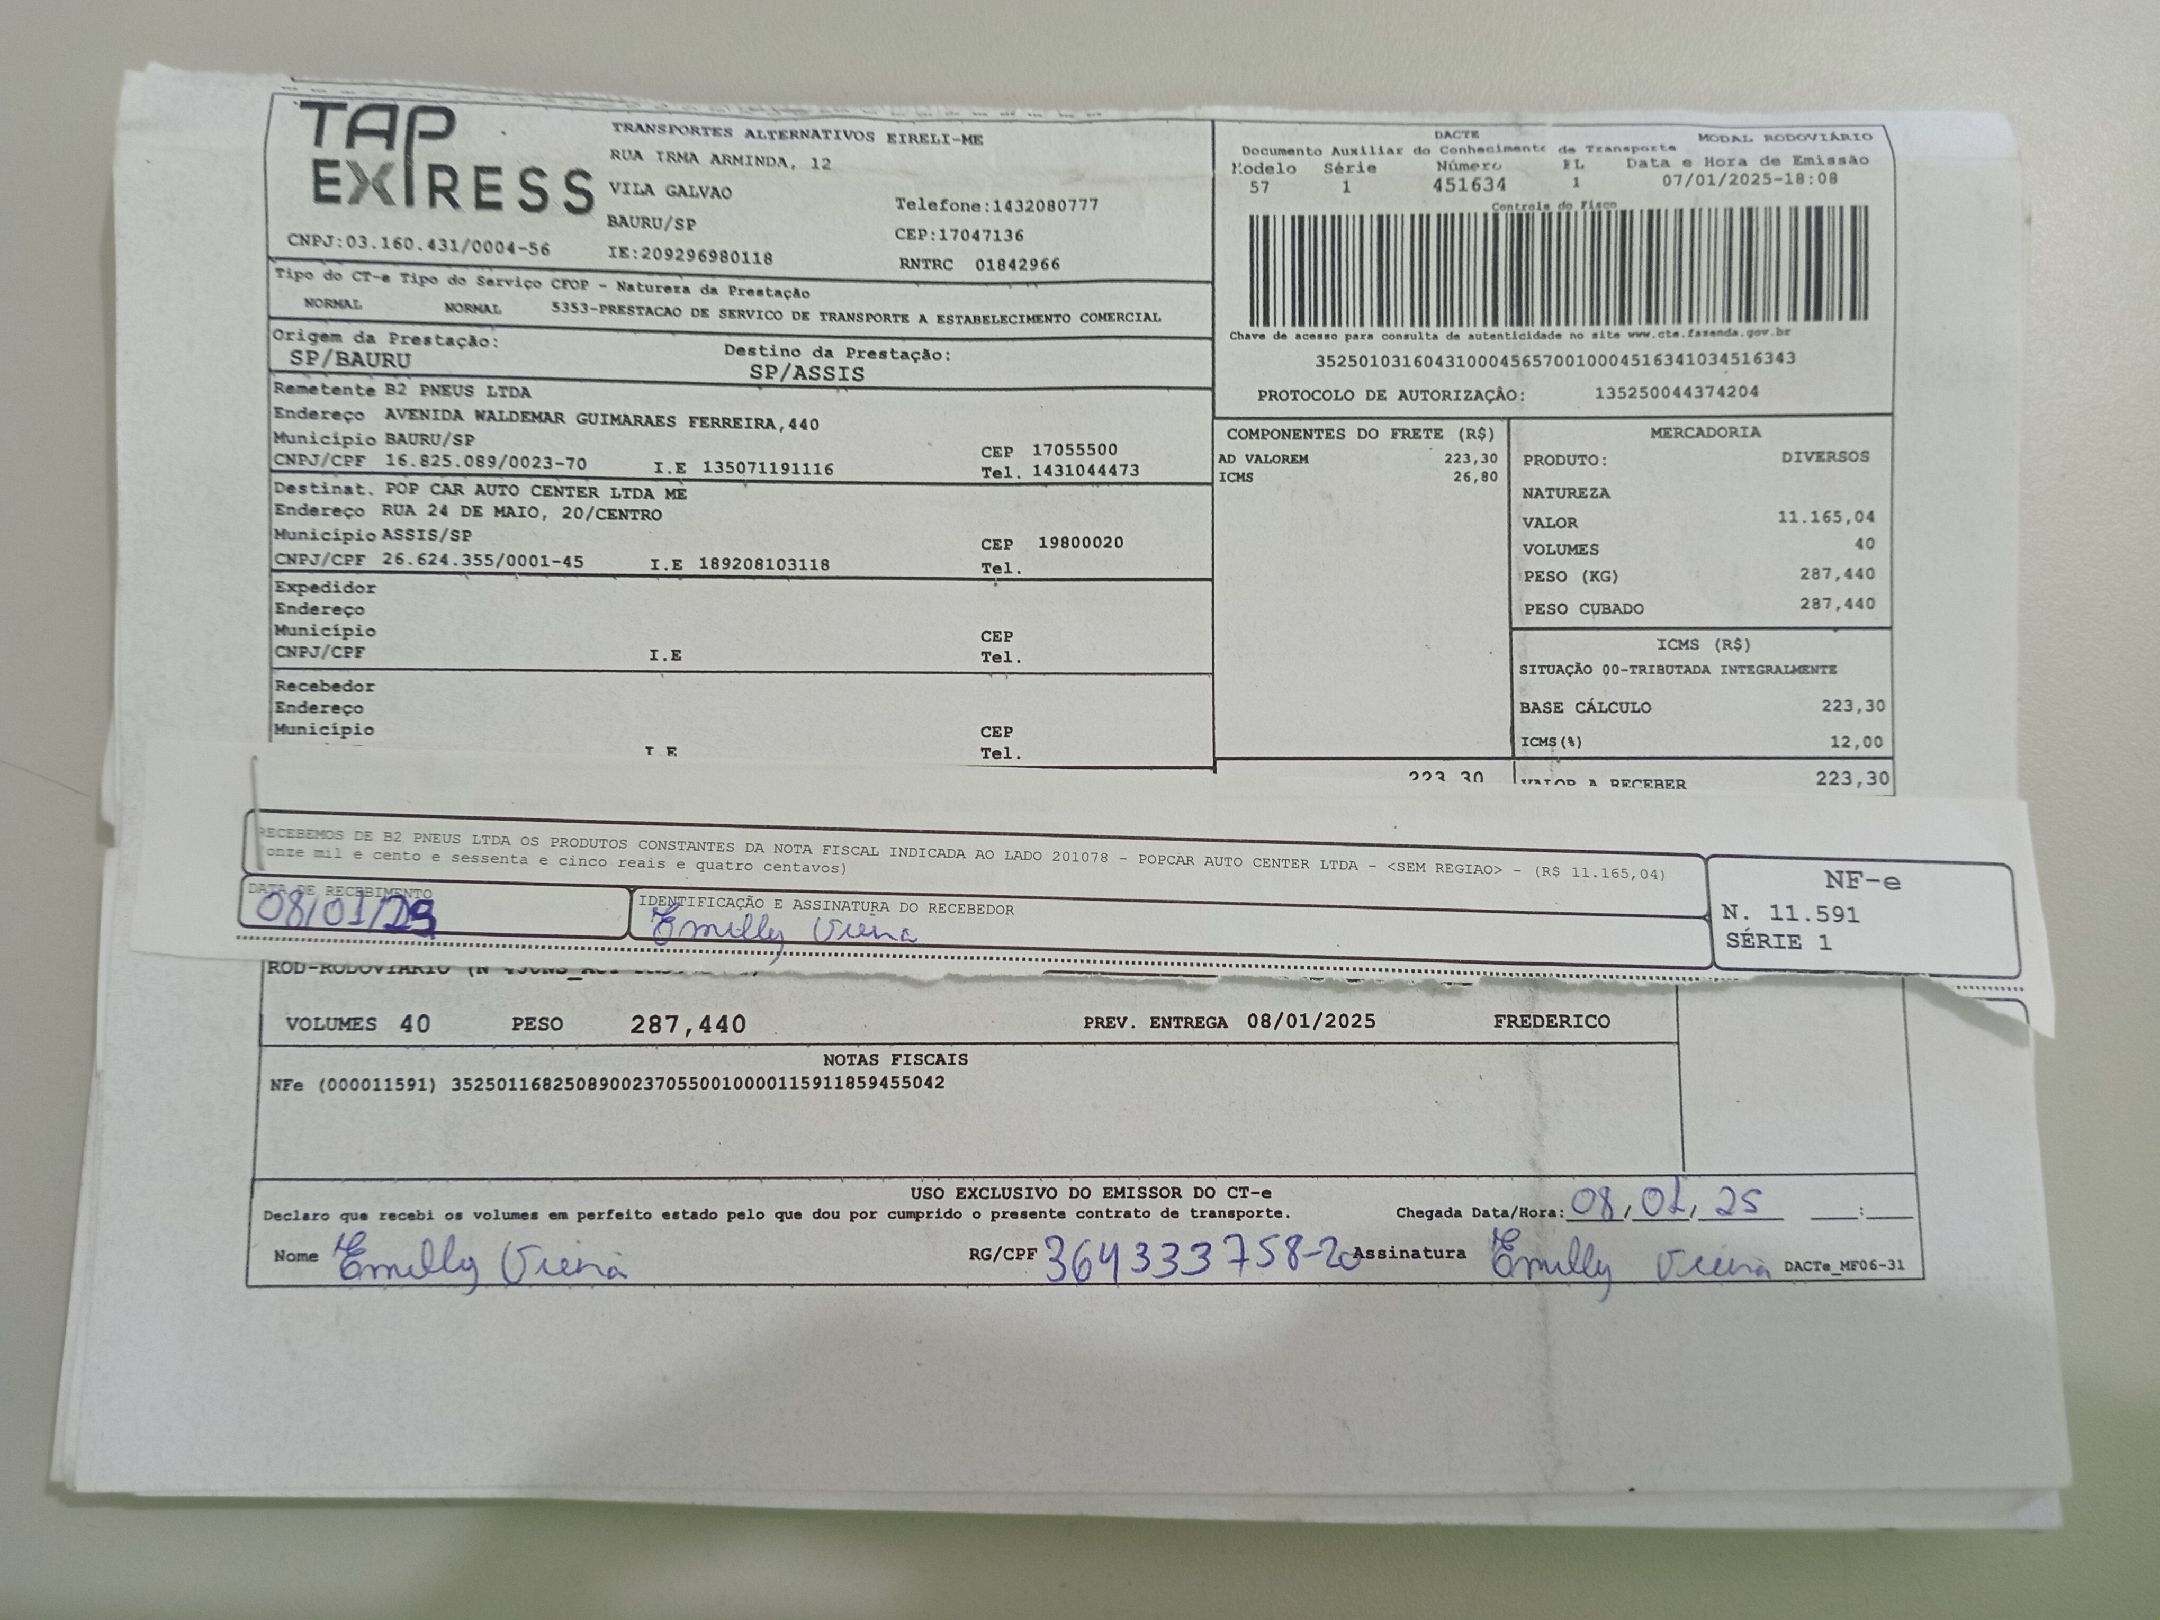 TAP EXPRESS
CNPJ:03.160.431/0004-56
TRANSPORTES ALTERNATIVOS EIRELI-ME
RUA IRMA ARMINDA, 12
VILA GALVAO
BAURU/SP
IE:209296980118
Telefone:1432080777
CEP:17047136
RNTRC 01842966
DACTE MODAL RODOVIÁRIO
Documento Auxiliar do Conhecimento de Transporte
Modelo Série Número FL Data e Hora de Emissão
57 1 451634 1 07/01/2025-18:08
Controle do Fisco
Chave de acesso para consulta de autenticidade no site www.cte.fazenda.gov.br
35250103160431000456570010004516341034516343
PROTOCOLO DE AUTORIZAÇÃO: 135250044374204
Tipo do CT-e Tipo do Serviço CFOP - Natureza da Prestação
NORMAL NORMAL 5353-PRESTACAO DE SERVICO DE TRANSPORTE A ESTABELECIMENTO COMERCIAL
Origem da Prestação: Destino da Prestação:
SP/BAURU SP/ASSIS
Remetente B2 PNEUS LTDA
Endereço AVENIDA WALDEMAR GUIMARAES FERREIRA,440
Município BAURU/SP CEP 17055500
CNPJ/CPF 16.825.089/0023-70 I.E 135071191116 Tel. 1431044473
Destinat. POP CAR AUTO CENTER LTDA ME
Endereço RUA 24 DE MAIO, 20/CENTRO
Município ASSIS/SP CEP 19800020
CNPJ/CPF 26.624.355/0001-45 I.E 189208103118 Tel.
Expedidor
Endereço
Município CEP
CNPJ/CPF I.E Tel.
Recebedor
Endereço
Município CEP
I.E Tel.
COMPONENTES DO FRETE (R$)
AD VALOREM 223,30
ICMS 26,80
223,30
MERCADORIA
PRODUTO: DIVERSOS
NATUREZA
VALOR 11.165,04
VOLUMES 40
PESO (KG) 287,440
PESO CUBADO 287,440
ICMS (R$)
SITUAÇÃO 00-TRIBUTADA INTEGRALMENTE
BASE CÁLCULO 223,30
ICMS(%) 12,00
VALOR A RECEBER 223,30
RECEBEMOS DE B2 PNEUS LTDA OS PRODUTOS CONSTANTES DA NOTA FISCAL INDICADA AO LADO 201078 - POPCAR AUTO CENTER LTDA - <SEM REGIAO> - (R$ 11.165,04)
(onze mil e cento e sessenta e cinco reais e quatro centavos)
DATA DE RECEBIMENTO
08/01/25
IDENTIFICAÇÃO E ASSINATURA DO RECEBEDOR
Emilly Vieira
NF-e
N. 11.591
SÉRIE 1
ROD-RODOVIARIO
VOLUMES 40 PESO 287,440 PREV. ENTREGA 08/01/2025 FREDERICO
NOTAS FISCAIS
NFe (000011591) 35250116825089002370550010000115911859455042
USO EXCLUSIVO DO EMISSOR DO CT-e
Declaro que recebi os volumes em perfeito estado pelo que dou por cumprido o presente contrato de transporte. Chegada Data/Hora: 08/01/25 __:__
Nome Emilly Vieira RG/CPF 364333758-20 Assinatura Emilly Vieira DACTe_MF06-31